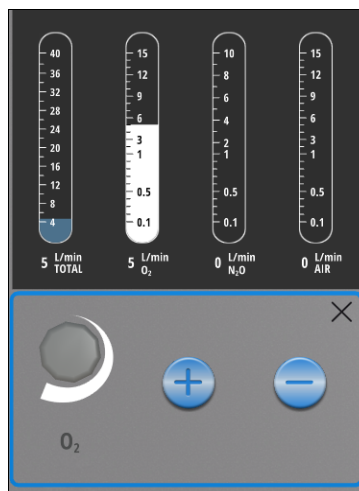 40 15 10 15
36 12 8 12
32 9 6 9
28 6 4 6
24 3 2 3
20 1 1 1
16
12 0.5 0.5 0.5
8
4 0.1 0.1 0.1
5 L/min TOTAL 5 L/min O₂ 0 L/min N₂O 0 L/min AIR
O₂